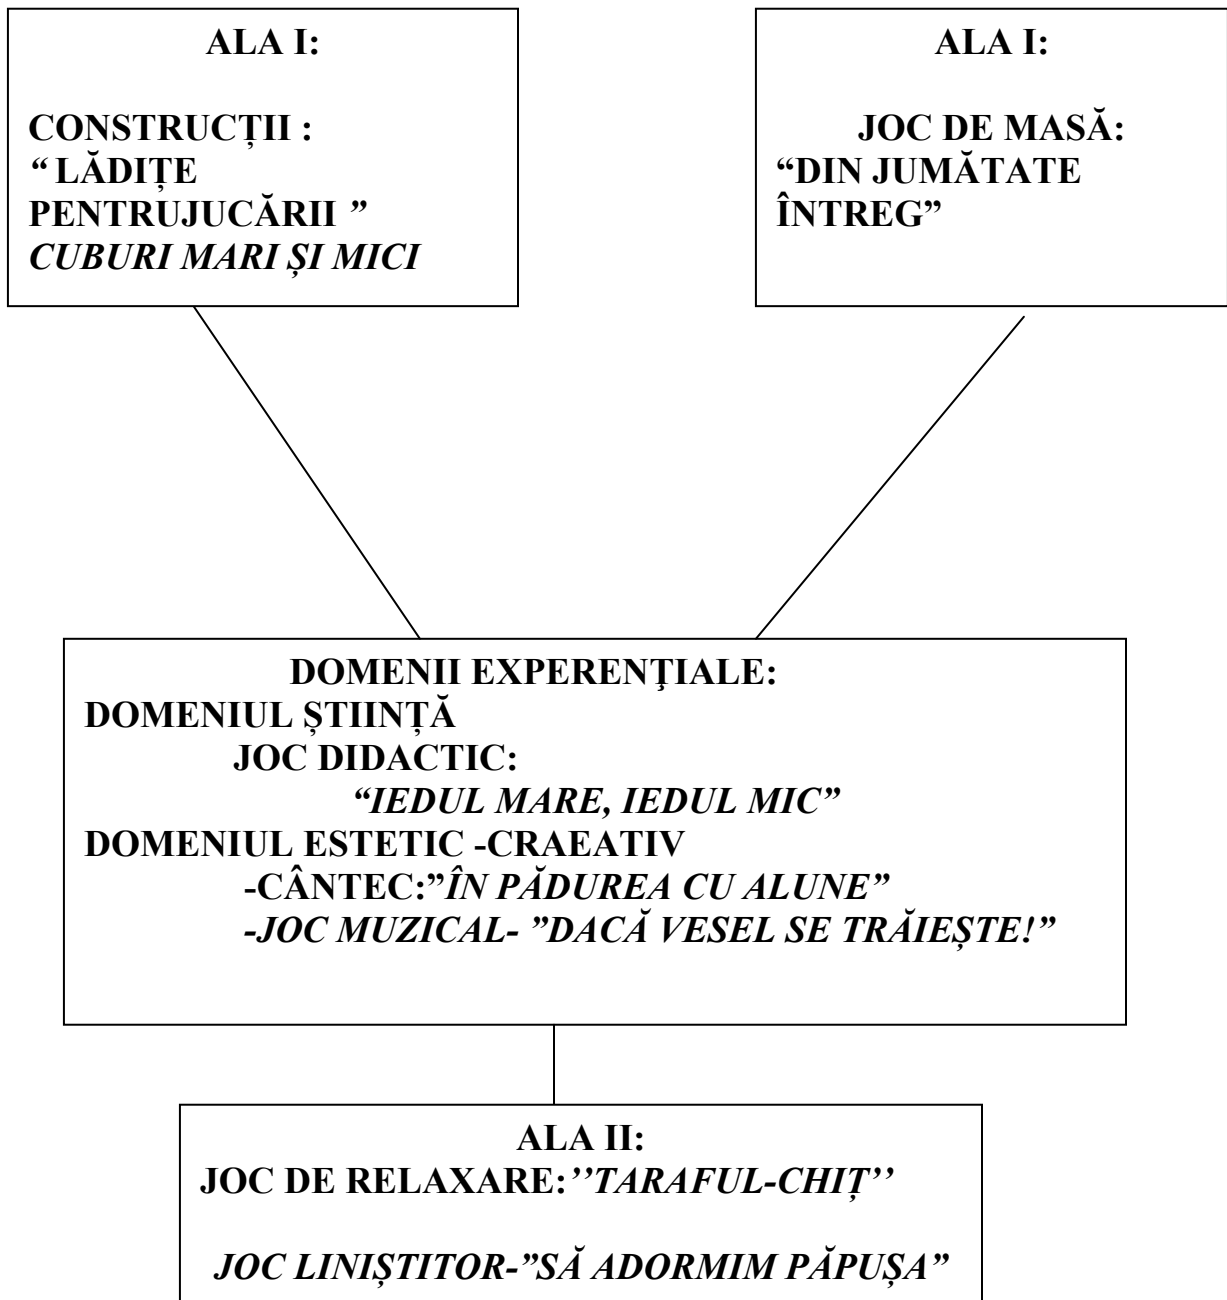 ALA I:
CONSTRUCȚII :
“ LĂDIȚE
PENTRUJUCĂRII ”
CUBURI MARI ȘI MICI
ALA I:
JOC DE MASĂ:
“DIN JUMĂTATE
ÎNTREG”
DOMENII EXPERENŢIALE:
DOMENIUL ȘTIINȚĂ
JOC DIDACTIC:
“IEDUL MARE, IEDUL MIC”
DOMENIUL ESTETIC -CRAEATIV
-CÂNTEC:”ÎN PĂDUREA CU ALUNE”
-JOC MUZICAL- ”DACĂ VESEL SE TRĂIEȘTE!”
ALA II:
JOC DE RELAXARE:’’TARAFUL-CHIȚ’’
JOC LINIȘTITOR-”SĂ ADORMIM PĂPUȘA”